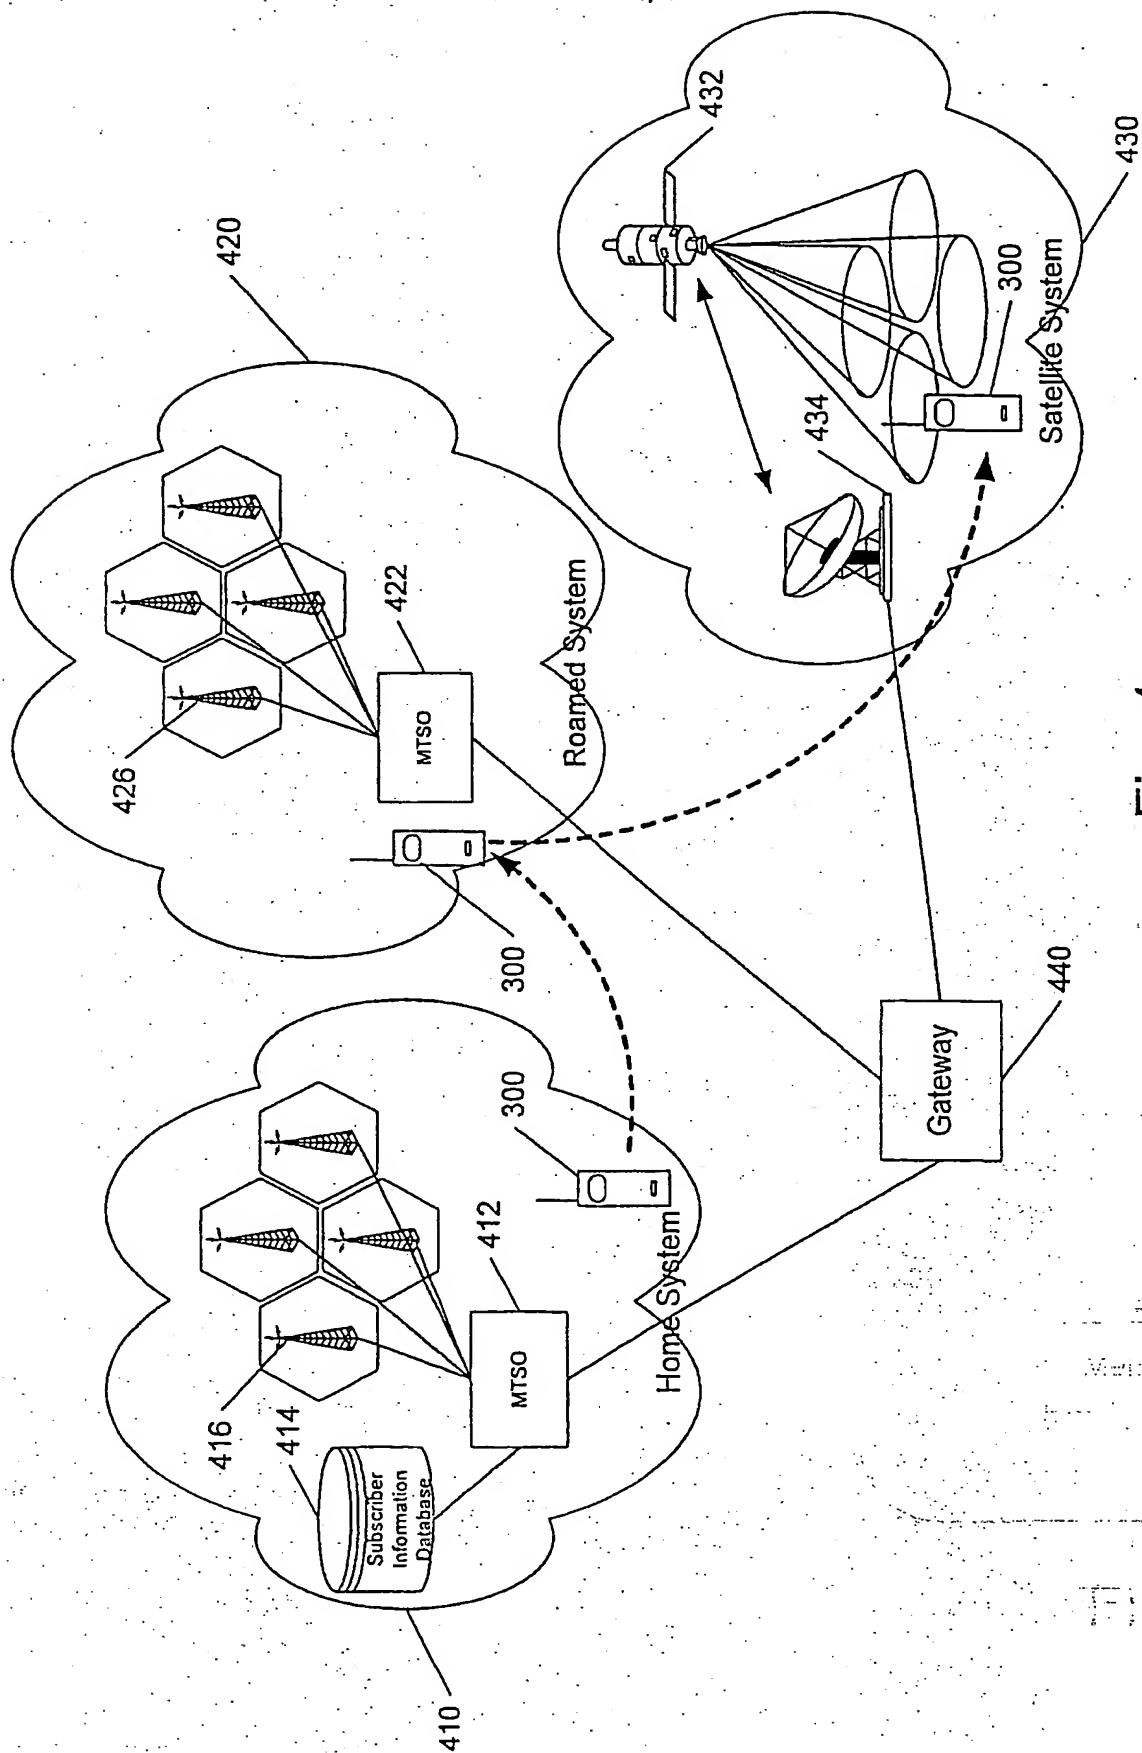 410
416
414
Subscriber
Information
Database
MTSO
412
Home System
300
300
426
MTSO
422
Roamed System
420
432
434
300
Satellite System
430
Gateway
440